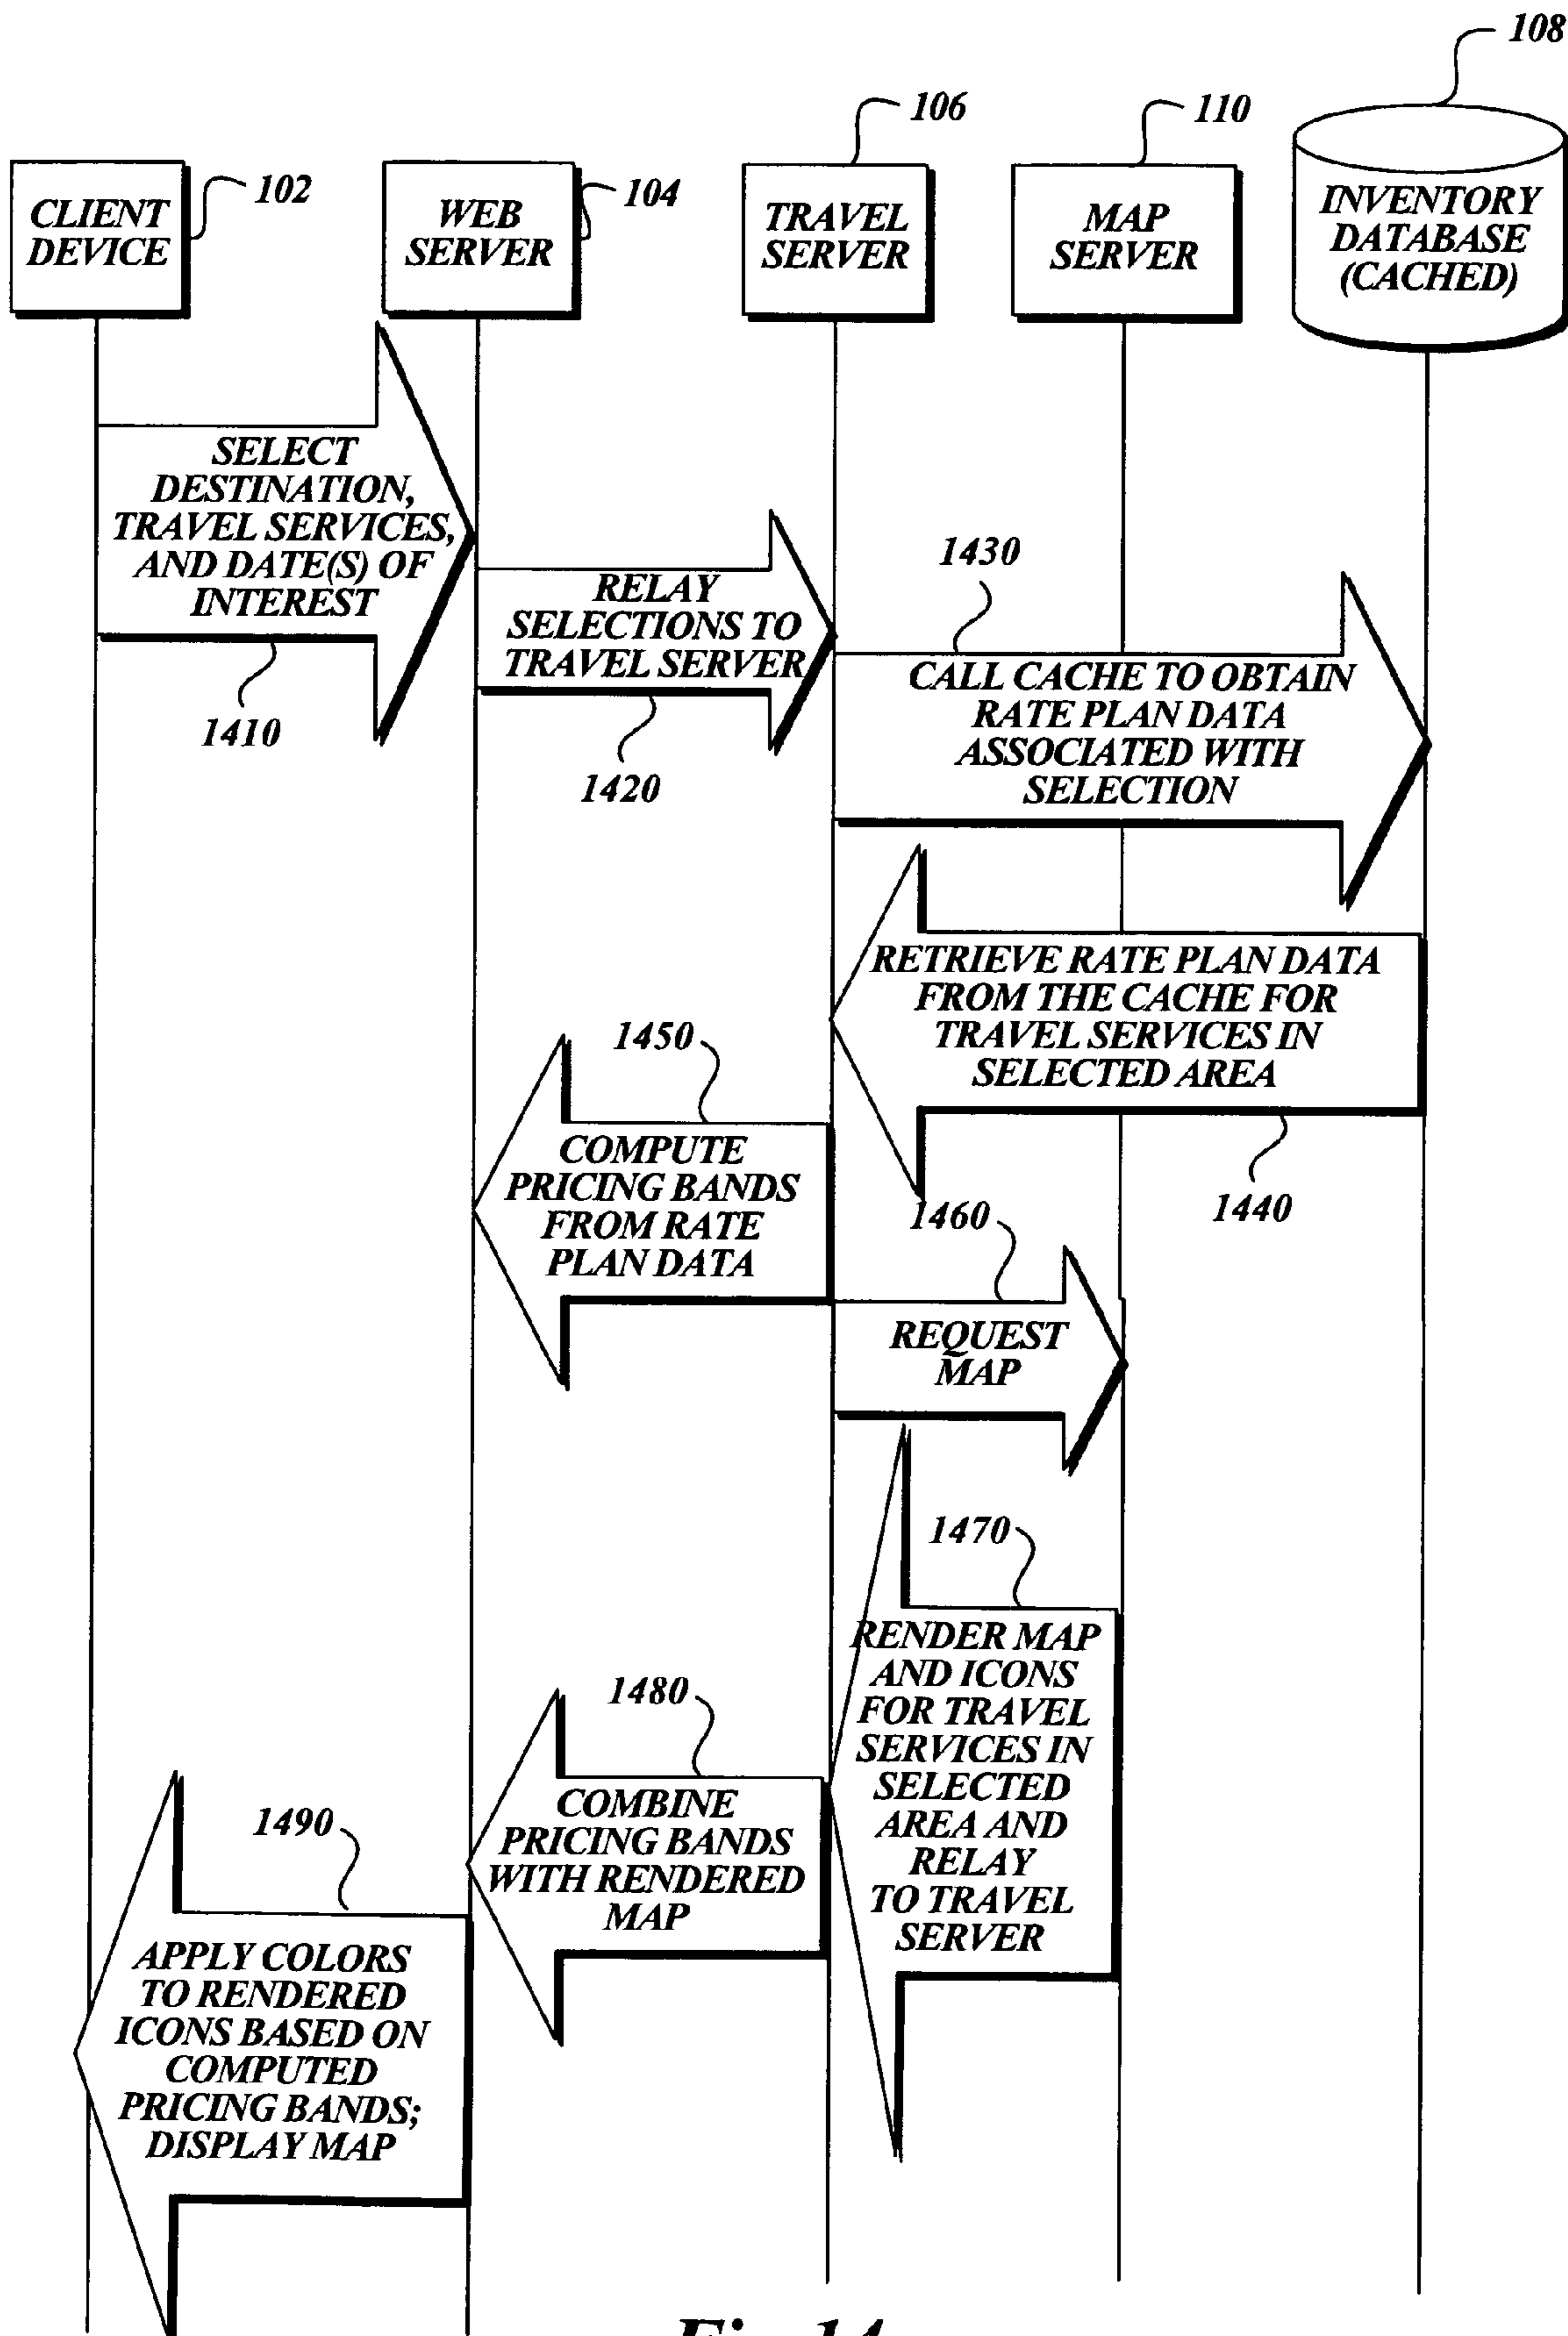 108
106
110
102
104
CLIENT
DEVICE
WEB
SERVER
TRAVEL
SERVER
MAP
SERVER
INVENTORY
DATABASE
(CACHED)
SELECT
DESTINATION,
TRAVEL SERVICES,
AND DATE(S) OF
INTEREST
1410
RELAY
SELECTIONS TO
TRAVEL SERVER
1420
1430
CALL CACHE TO OBTAIN
RATE PLAN DATA
ASSOCIATED WITH
SELECTION
RETRIEVE RATE PLAN DATA
FROM THE CACHE FOR
TRAVEL SERVICES IN
SELECTED AREA
1440
1450
COMPUTE
PRICING BANDS
FROM RATE
PLAN DATA
1460
REQUEST
MAP
1470
RENDER MAP
AND ICONS
FOR TRAVEL
SERVICES IN
SELECTED
AREA AND
RELAY
TO TRAVEL
SERVER
1480
COMBINE
PRICING BANDS
WITH RENDERED
MAP
1490
APPLY COLORS
TO RENDERED
ICONS BASED ON
COMPUTED
PRICING BANDS;
DISPLAY MAP